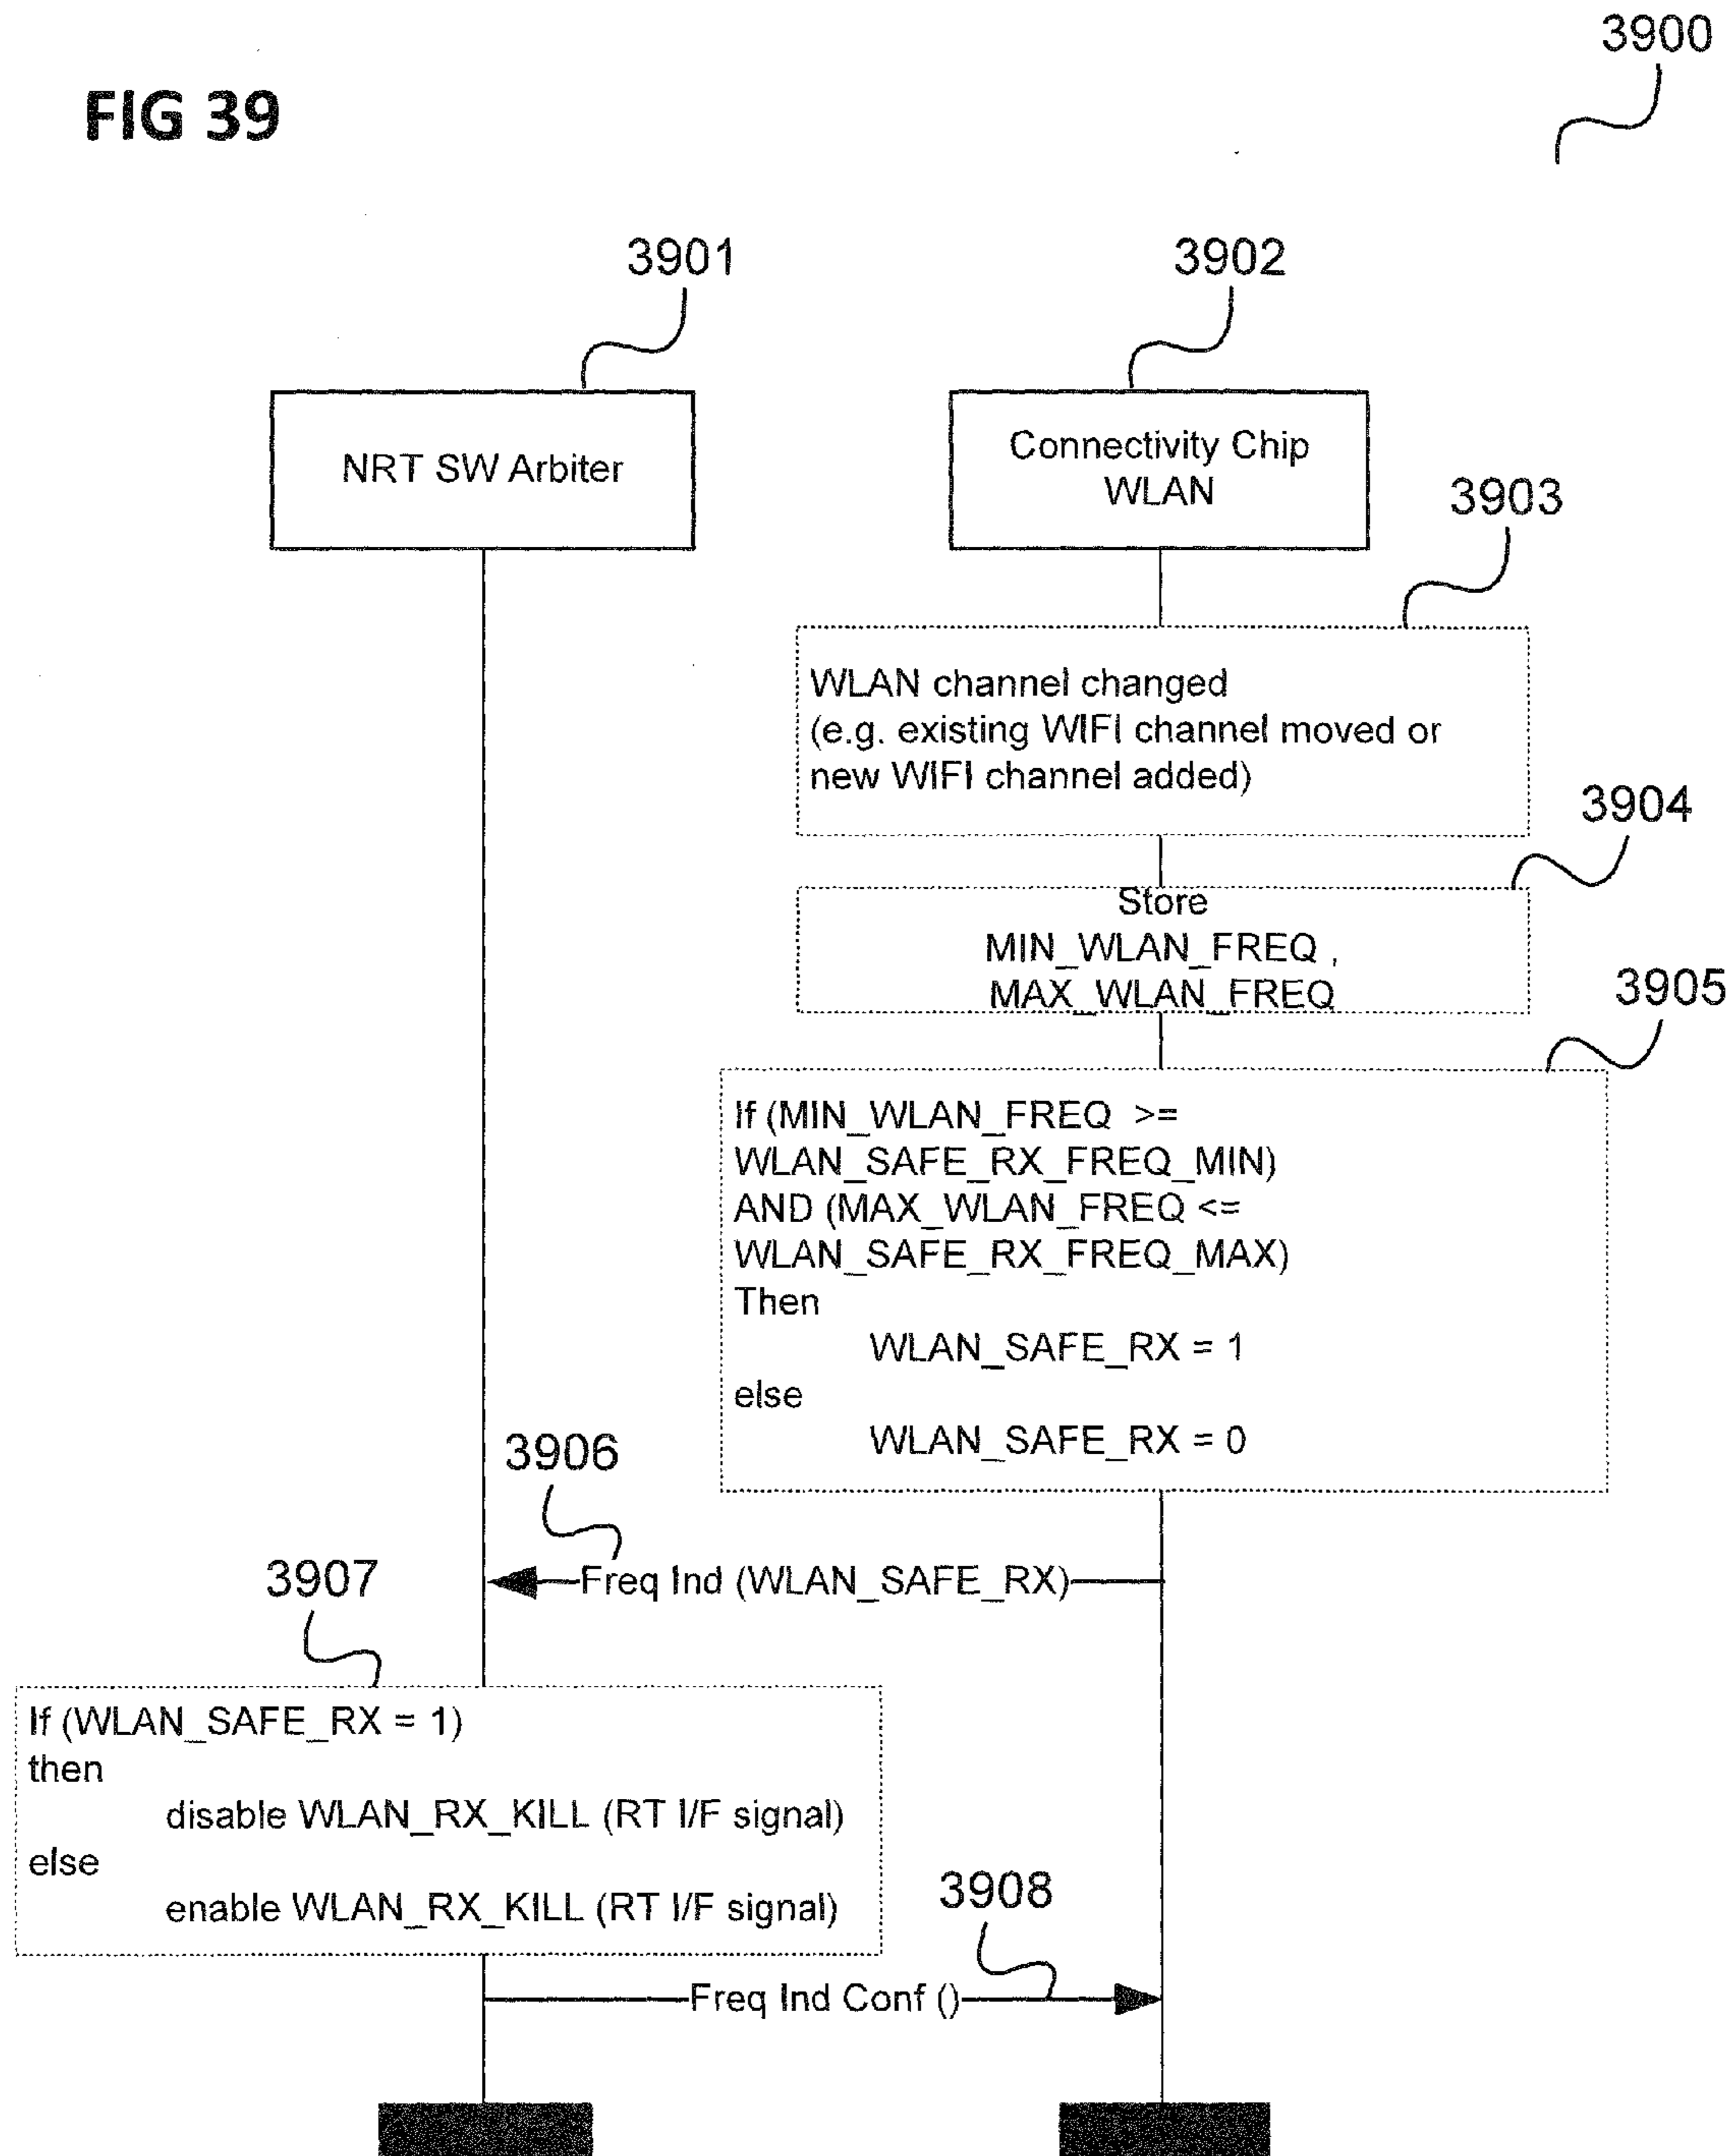 3900
FIG 39
3901
3902
NRT SW Arbiter
Connectivity Chip
WLAN
3903
WLAN channel changed
(e.g. existing WIFI channel moved or
new WIFI channel added)
3904
Store
MIN_WLAN_FREQ ,
MAX_WLAN_FREQ
3905
If (MIN_WLAN_FREQ >=
WLAN_SAFE_RX_FREQ_MIN)
AND (MAX_WLAN_FREQ <=
WLAN_SAFE_RX_FREQ_MAX)
Then
WLAN_SAFE_RX = 1
else
WLAN_SAFE_RX = 0
3906
Freq Ind (WLAN_SAFE_RX)
3907
If (WLAN_SAFE_RX = 1)
then
disable WLAN_RX_KILL (RT I/F signal)
else
enable WLAN_RX_KILL (RT I/F signal)
3908
Freq Ind Conf ()